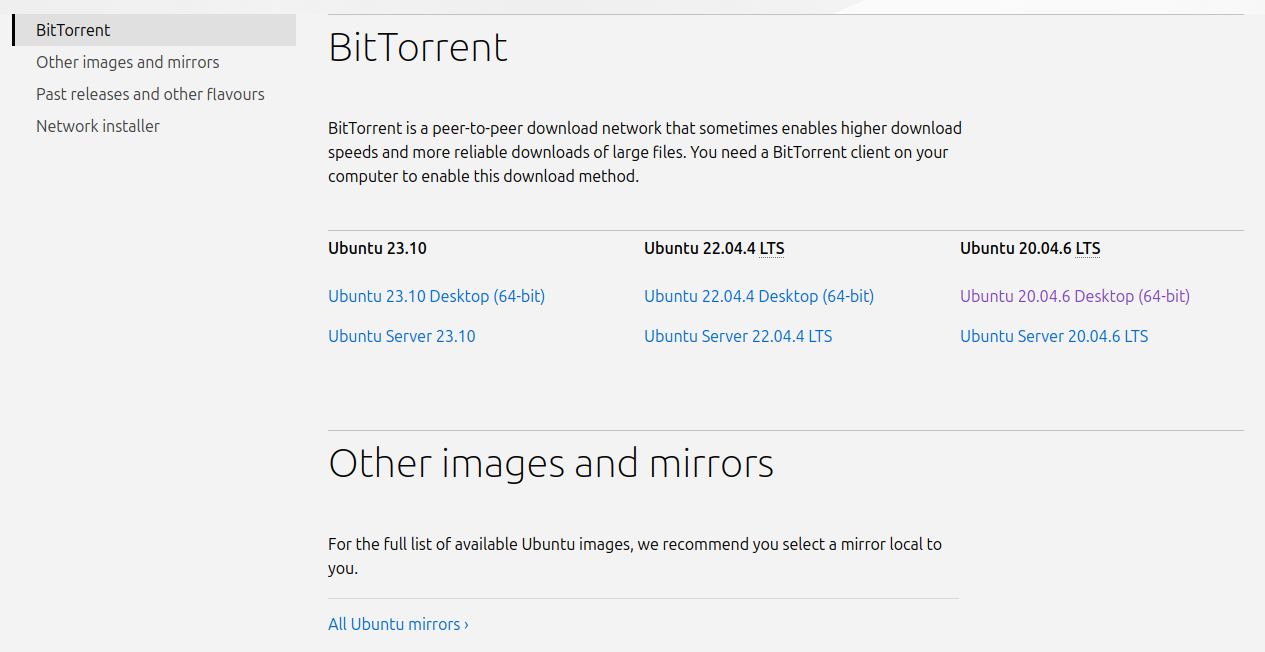 BitTorrent
Other images and mirrors
Past releases and other flavours
Network installer
BitTorrent
BitTorrent is a peer-to-peer download network that sometimes enables higher download
speeds and more reliable downloads of large files. You need a BitTorrent client on your
computer to enable this download method.
Ubuntu 23.10
Ubuntu 23.10 Desktop (64-bit)
Ubuntu Server 23.10
Ubuntu 22.04.4 LTS
Ubuntu 22.04.4 Desktop (64-bit)
Ubuntu Server 22.04.4 LTS
Ubuntu 20.04.6 LTS
Ubuntu 20.04.6 Desktop (64-bit)
Ubuntu Server 20.04.6 LTS
Other images and mirrors
For the full list of available Ubuntu images, we recommend you select a mirror local to
you.
All Ubuntu mirrors ›